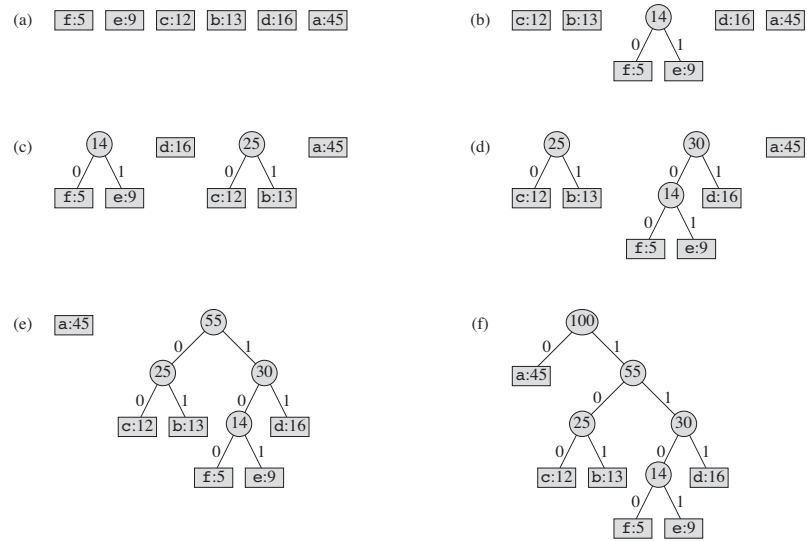 (a) f:5 e:9 c:12 b:13 d:16 a:45
(b) c:12 b:13 14 d:16 a:45
0 1
f:5 e:9
(c) 14 d:16 25 a:45
0 1 0 1
f:5 e:9 c:12 b:13
(d) 25 30 a:45
0 1 0 1
c:12 b:13 14 d:16
0 1
f:5 e:9
(e) a:45 55
0 1
25 30
0 1 0 1
c:12 b:13 14 d:16
0 1
f:5 e:9
(f) 100
0 1
a:45 55
0 1
25 30
0 1 0 1
c:12 b:13 14 d:16
0 1
f:5 e:9